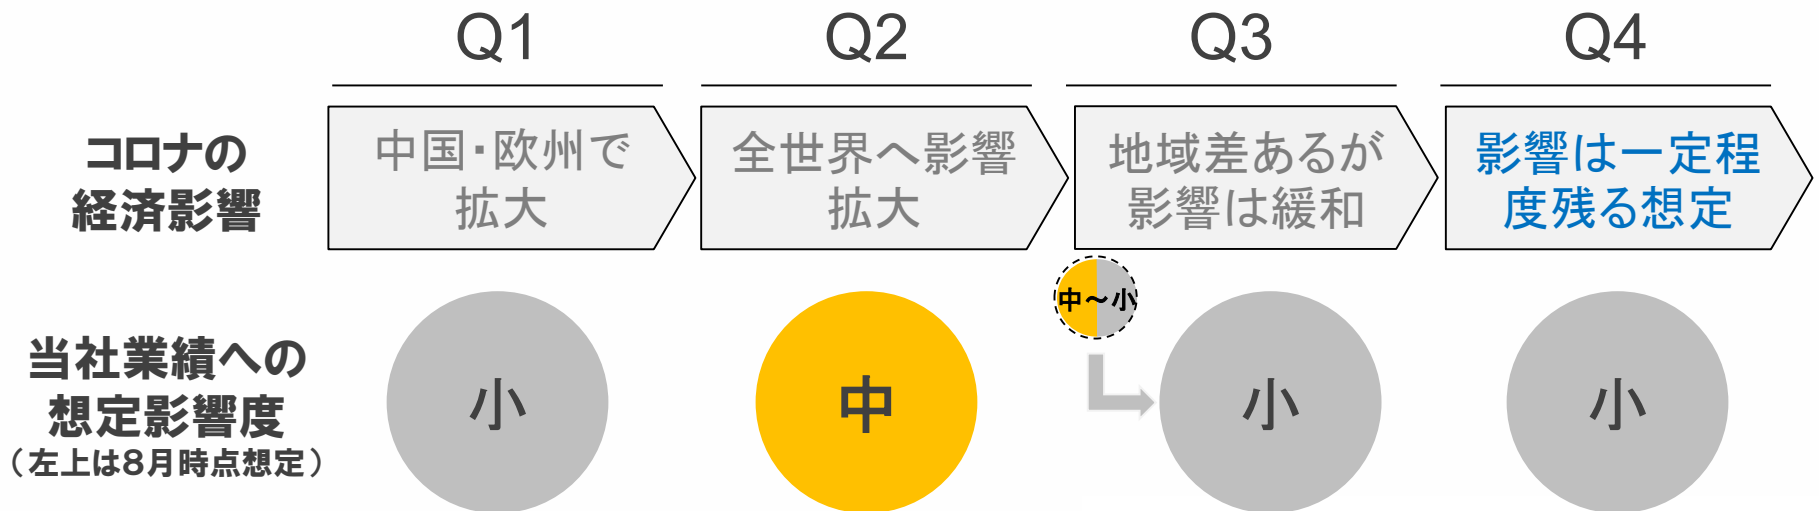 Q1
Q2
Q3
Q4
コロナの
経済影響
中国・欧州で
拡大
全世界へ影響
拡大
地域差あるが
影響は緩和
影響は一定程
度残る想定
当社業績への
想定影響度
（左上は8月時点想定）
小
中
中～小
小
小